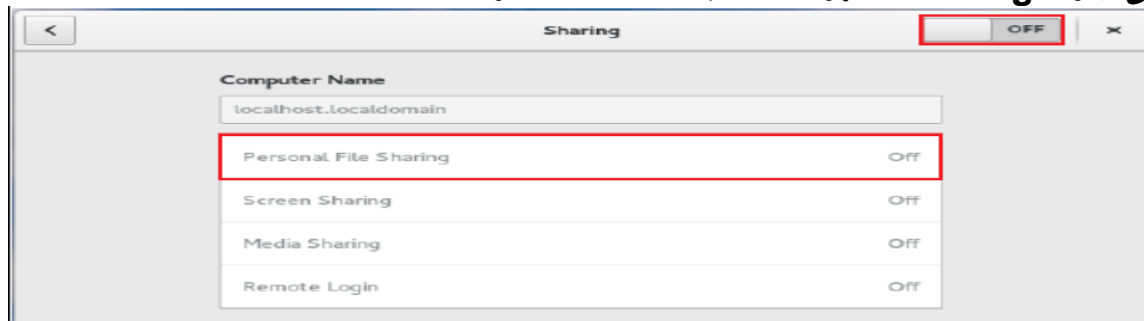 < Sharing OFF ×
Computer Name
localhost.localdomain
Personal File Sharing Off
Screen Sharing Off
Media Sharing Off
Remote Login Off